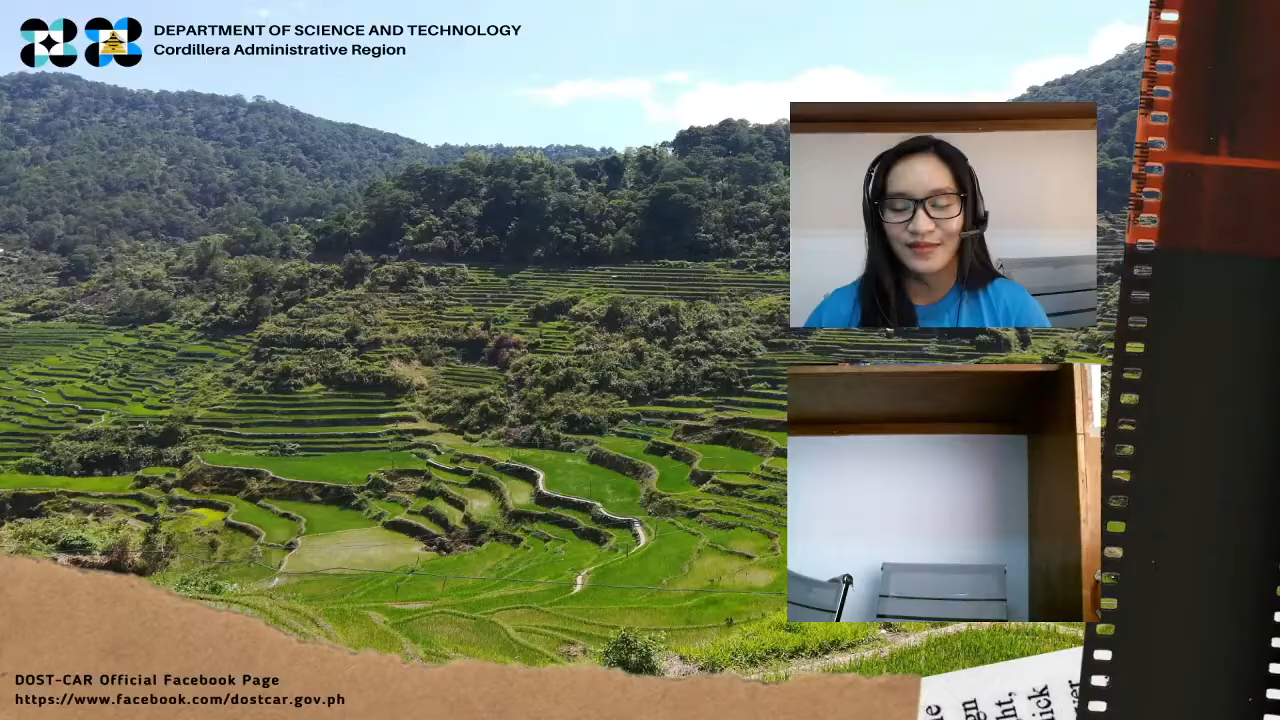 DEPARTMENT OF SCIENCE AND TECHNOLOGY
Cordillera Administrative Region
DOST-CAR Official Facebook Page
https://www.facebook.com/dostcar.gov.ph
ht,